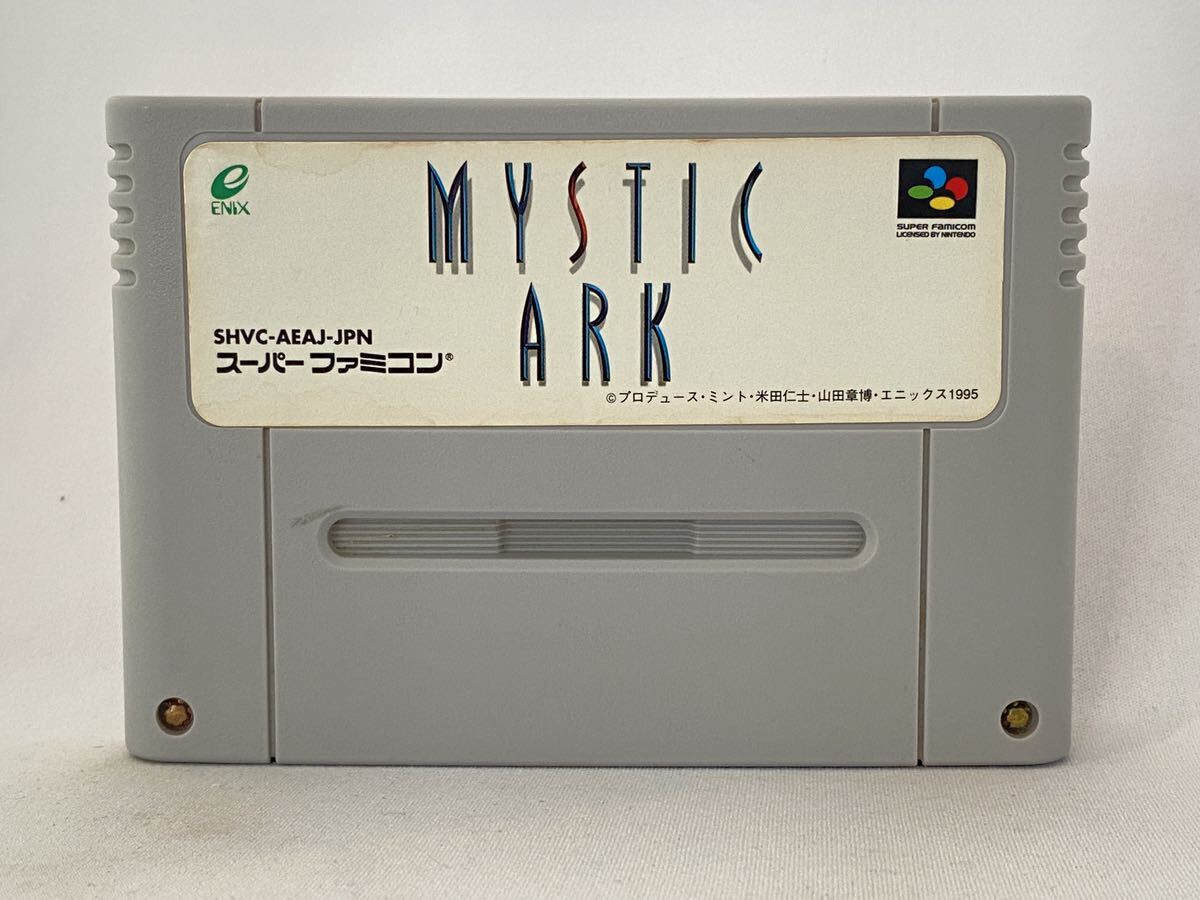 ENIX
MYSTIC
ARK
SUPER FAMICOM
LICENSED BY NINTENDO
SHVC-AEAJ-JPN
スーパーファミコン®
©プロデュース・ミント・米田仁士・山田章博・エニックス1995